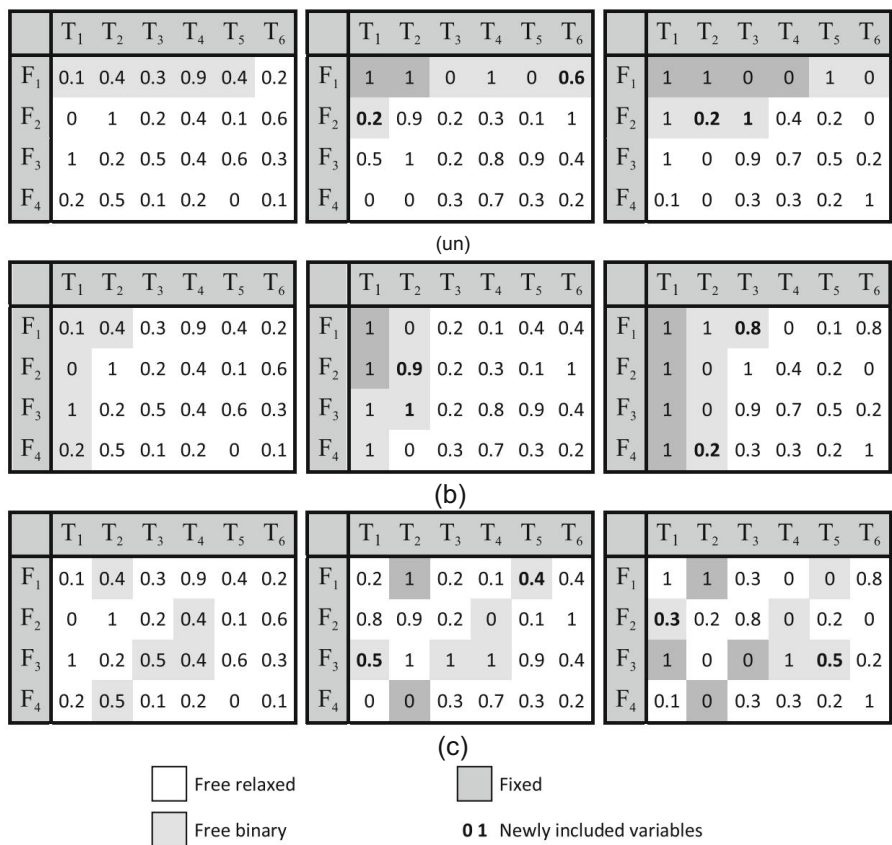 T1 T2 T3 T4 T5 T6 T1 T2 T3 T4 T5 T6 T1 T2 T3 T4 T5 T6
F1 0.1 0.4 0.3 0.9 0.4 0.2 F1 1 1 0 1 0 0.6 F1 1 1 0 0 1 0
F2 0 1 0.2 0.4 0.1 0.6 F2 0.2 0.9 0.2 0.3 0.1 1 F2 1 0.2 1 0.4 0.2 0
F3 1 0.2 0.5 0.4 0.6 0.3 F3 0.5 1 0.2 0.8 0.9 0.4 F3 1 0 0.9 0.7 0.5 0.2
F4 0.2 0.5 0.1 0.2 0 0.1 F4 0 0 0.3 0.7 0.3 0.2 F4 0.1 0 0.3 0.3 0.2 1
(un)
T1 T2 T3 T4 T5 T6 T1 T2 T3 T4 T5 T6 T1 T2 T3 T4 T5 T6
F1 0.1 0.4 0.3 0.9 0.4 0.2 F1 1 0 0.2 0.1 0.4 0.4 F1 1 1 0.8 0 0.1 0.8
F2 0 1 0.2 0.4 0.1 0.6 F2 1 0.9 0.2 0.3 0.1 1 F2 1 0 1 0.4 0.2 0
F3 1 0.2 0.5 0.4 0.6 0.3 F3 1 1 0.2 0.8 0.9 0.4 F3 1 0 0.9 0.7 0.5 0.2
F4 0.2 0.5 0.1 0.2 0 0.1 F4 1 0 0.3 0.7 0.3 0.2 F4 1 0.2 0.3 0.3 0.2 1
(b)
T1 T2 T3 T4 T5 T6 T1 T2 T3 T4 T5 T6 T1 T2 T3 T4 T5 T6
F1 0.1 0.4 0.3 0.9 0.4 0.2 F1 0.2 1 0.2 0.1 0.4 0.4 F1 1 1 0.3 0 0 0.8
F2 0 1 0.2 0.4 0.1 0.6 F2 0.8 0.9 0.2 0 0.1 1 F2 0.3 0.2 0.8 0 0.2 0
F3 1 0.2 0.5 0.4 0.6 0.3 F3 0.5 1 1 1 0.9 0.4 F3 1 0 0 1 0.5 0.2
F4 0.2 0.5 0.1 0.2 0 0.1 F4 0 0 0.3 0.7 0.3 0.2 F4 0.1 0 0.3 0.3 0.2 1
(c)
Free relaxed Fixed
Free binary 0 1 Newly included variables